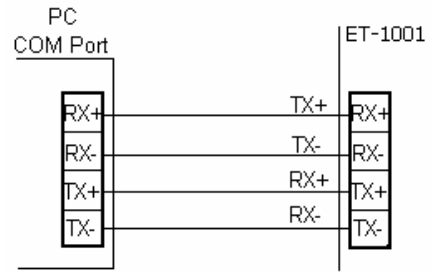 PC
COM Port
ET-1001
RX+ TX+ RX+
RX- TX- RX-
TX+ RX+ TX+
TX- RX- TX-